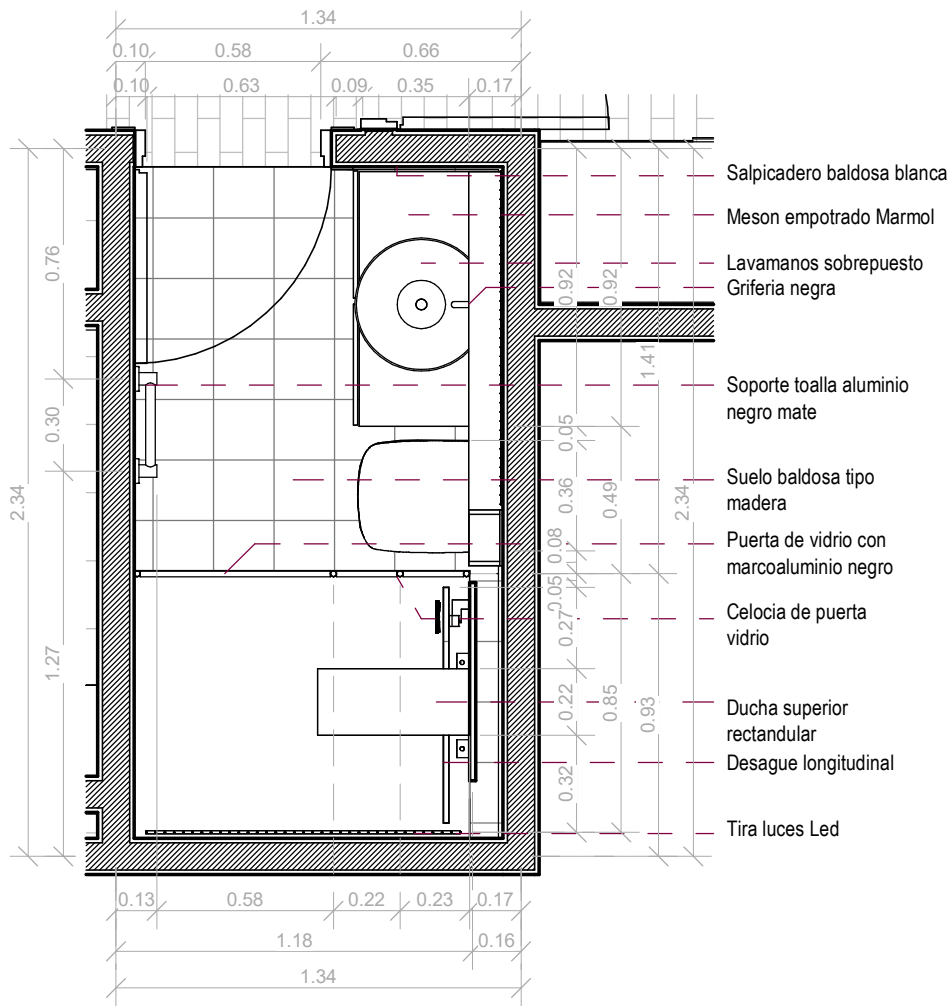 1.34
0.10 0.58 0.66
0.10 0.63 0.09 0.35 0.17
Salpicadero baldosa blanca
Meson empotrado Marmol
Lavamanos sobrepuesto
Griferia negra
0.76
0.92
0.92
1.41
Soporte toalla aluminio
negro mate
0.30
0.05
Suelo baldosa tipo
madera
2.34
0.36
0.49
2.34
Puerta de vidrio con
marcoaluminio negro
0.08
0.05
Celocia de puerta
vidrio
0.27
1.27
Ducha superior
rectandular
0.22
0.85
0.93
Desague longitudinal
0.32
Tira luces Led
0.13 0.58 0.22 0.23 0.17
1.18 0.16
1.34